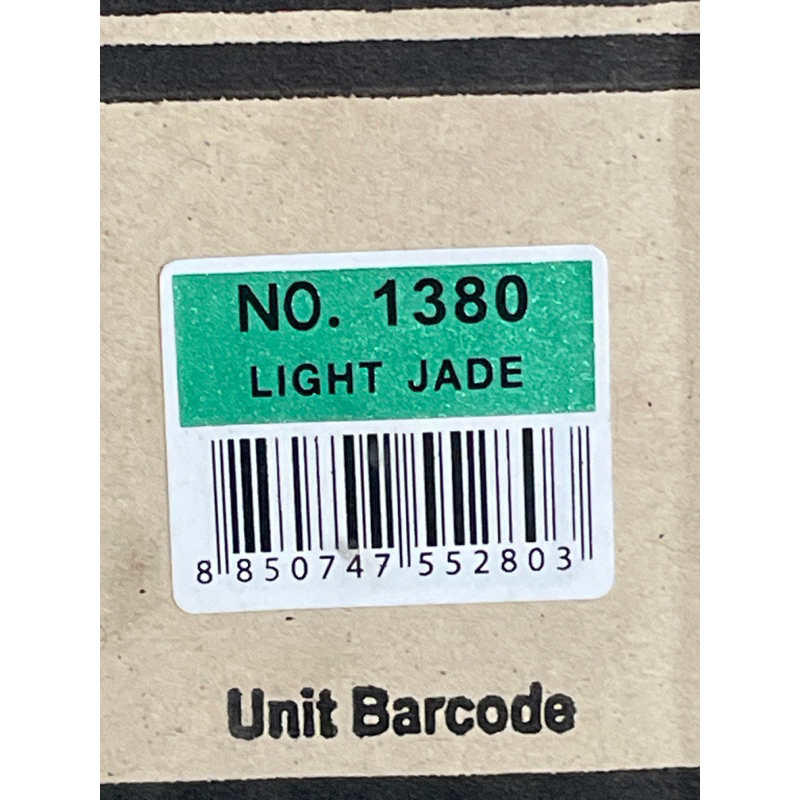 NO. 1380
LIGHT JADE
8 850747 552803
Unit Barcode